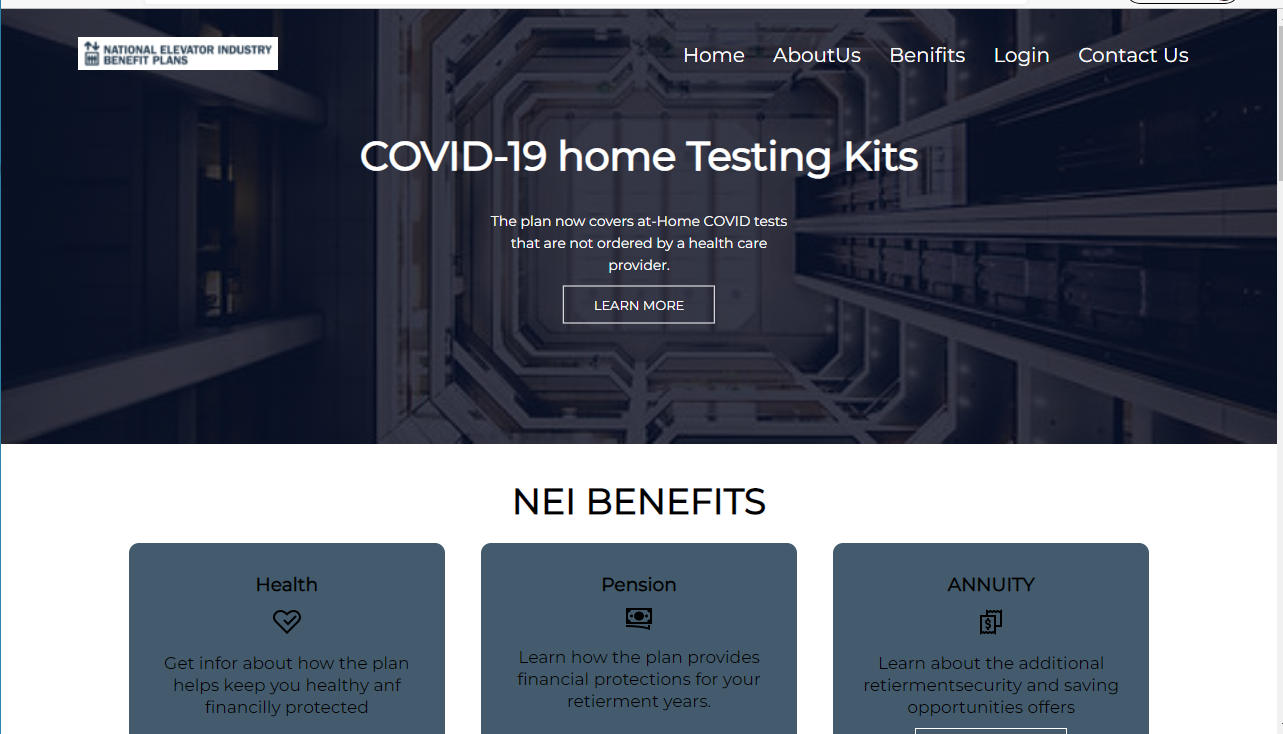 NATIONAL ELEVATOR INDUSTRY
BENEFIT PLANS
Home AboutUs Benifits Login Contact Us
COVID-19 home Testing Kits
The plan now covers at-Home COVID tests
that are not ordered by a health care
provider.
LEARN MORE
NEI BENEFITS
Health
Get infor about how the plan
helps keep you healthy anf
financilly protected
Pension
Learn how the plan provides
financial protections for your
retierment years.
ANNUITY
Learn about the additional
retiermentsecurity and saving
opportunities offers